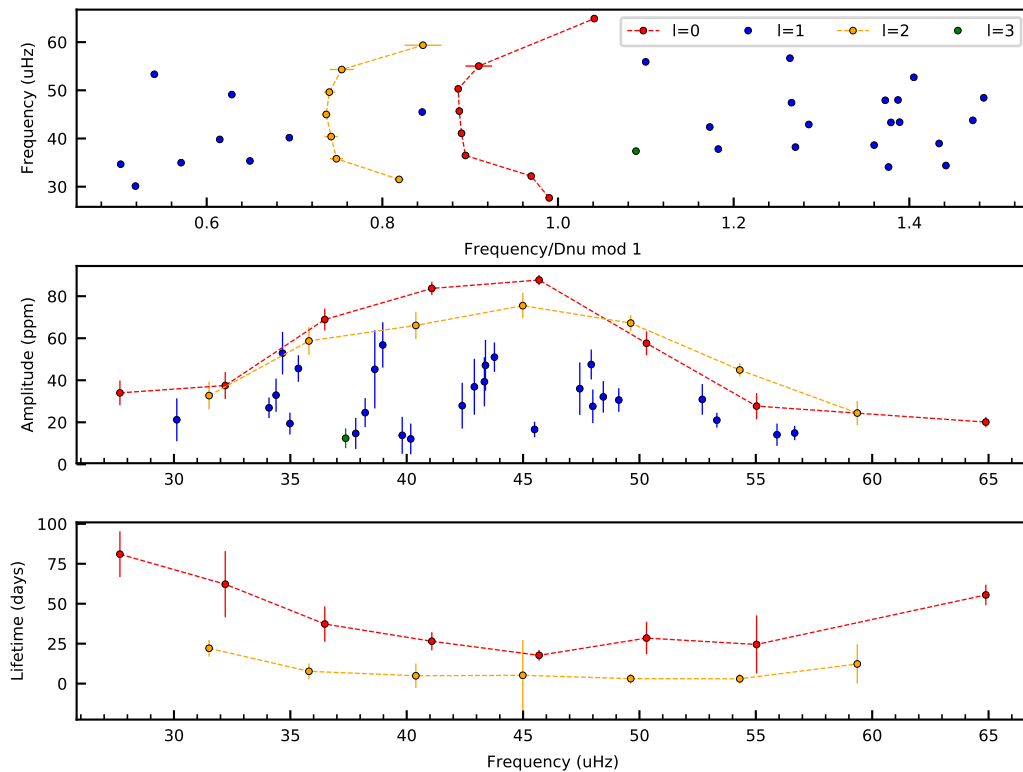 l=0 l=1 l=2 l=3
Frequency (uHz)
60
50
40
30
0.6 0.8 1.0 1.2 1.4
Frequency/Dnu mod 1
Amplitude (ppm)
80
60
40
20
0
30 35 40 45 50 55 60 65
Lifetime (days)
100
75
50
25
0
30 35 40 45 50 55 60 65
Frequency (uHz)